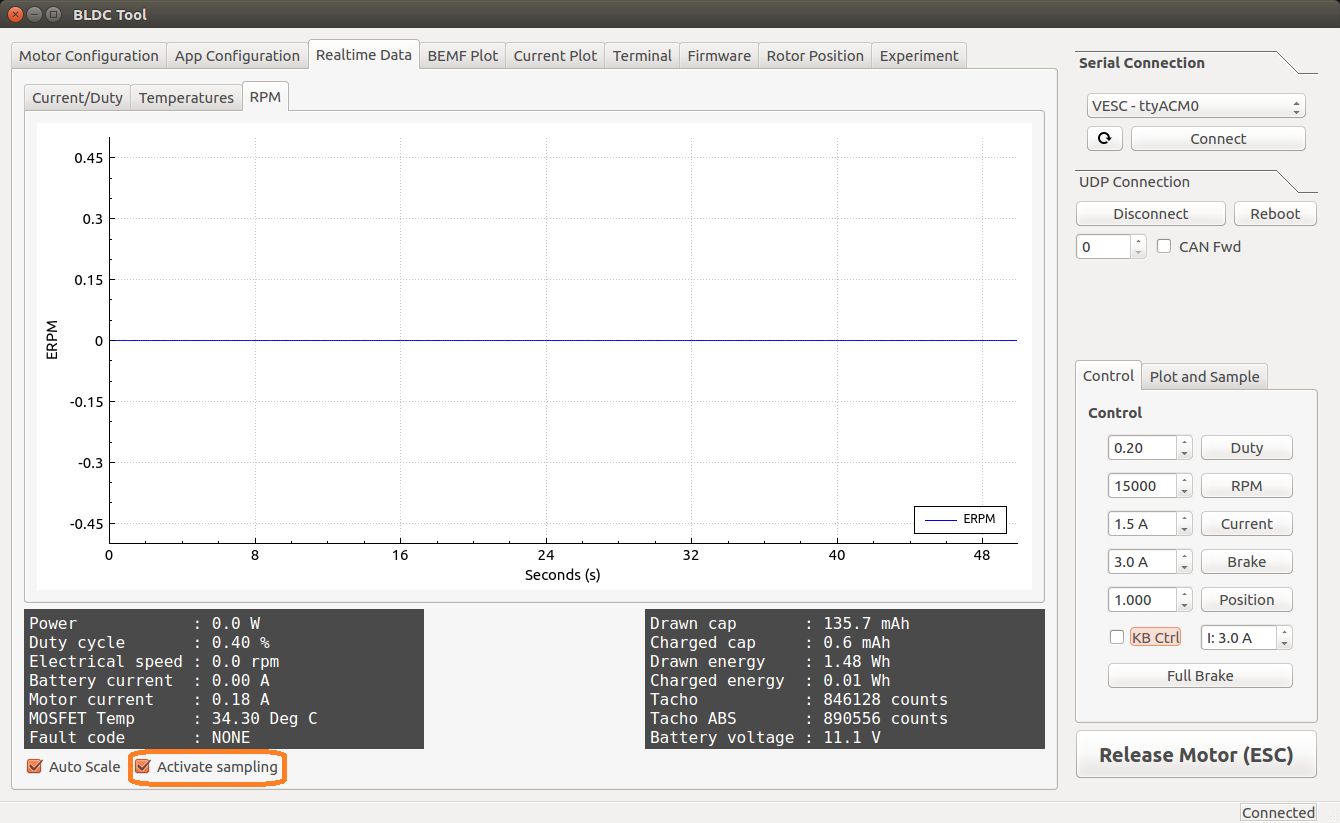 BLDC Tool
Motor Configuration App Configuration Realtime Data BEMF Plot Current Plot Terminal Firmware Rotor Position Experiment
Current/Duty Temperatures RPM
0.45
0.3
0.15
0
-0.15
-0.3
-0.45
ERPM
ERPM
0 8 16 24 32 40 48
Seconds (s)
Power : 0.0 W
Duty cycle : 0.40 %
Electrical speed : 0.0 rpm
Battery current : 0.00 A
Motor current : 0.18 A
MOSFET Temp : 34.30 Deg C
Fault code : NONE
Drawn cap : 135.7 mAh
Charged cap : 0.6 mAh
Drawn energy : 1.48 Wh
Charged energy : 0.01 Wh
Tacho : 846128 counts
Tacho ABS : 890556 counts
Battery voltage : 11.1 V
Auto Scale Activate sampling
Serial Connection
VESC - ttyACM0
Connect
UDP Connection
Disconnect Reboot
0 CAN Fwd
Control Plot and Sample
Control
0.20 Duty
15000 RPM
1.5 A Current
3.0 A Brake
1.000 Position
KB Ctrl I: 3.0 A
Full Brake
Release Motor (ESC)
Connected